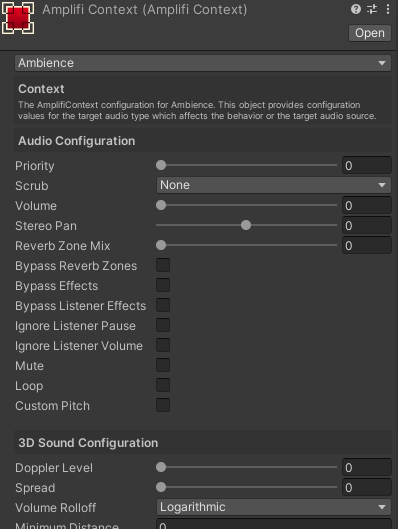 Amplifi Context (Amplifi Context)
Open
Ambience
Context
The AmplifiContext configuration for Ambience. This object provides configuration
values for the target audio type which affects the behavior or the target audio source.
Audio Configuration
Priority 0
Scrub None
Volume 0
Stereo Pan 0
Reverb Zone Mix 0
Bypass Reverb Zones
Bypass Effects
Bypass Listener Effects
Ignore Listener Pause
Ignore Listener Volume
Mute
Loop
Custom Pitch
3D Sound Configuration
Doppler Level 0
Spread 0
Volume Rolloff Logarithmic
Minimum Distance 0